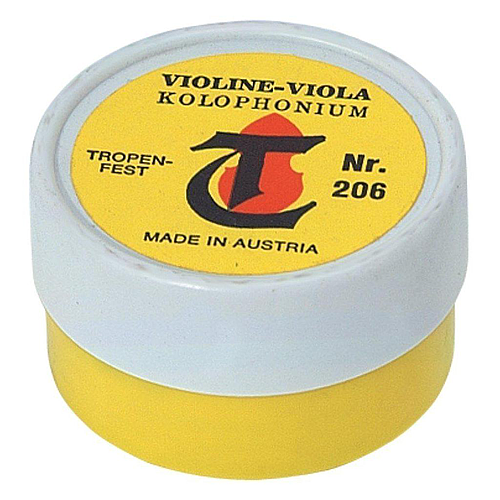 VIOLINE-VIOLA
KOLOPHONIUM
TROPEN-
FEST
T
Nr.
206
MADE IN AUSTRIA